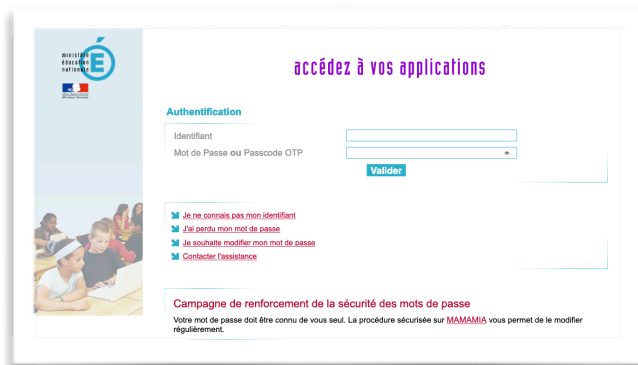 ministère
éducation
nationale
É
accédez à vos applications
Authentification
Identifiant
Mot de Passe ou Passcode OTP
Valider
Je ne connais pas mon identifiant
J'ai perdu mon mot de passe
Je souhaite modifier mon mot de passe
Contacter l'assistance
Campagne de renforcement de la sécurité des mots de passe
Votre mot de passe doit être connu de vous seul. La procédure sécurisée sur MAMAMIA vous permet de le modifier
régulièrement.